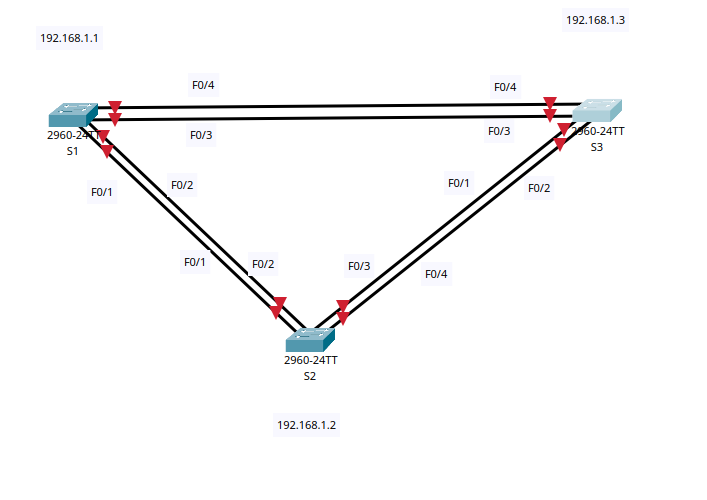 192.168.1.3
192.168.1.1
F0/4
F0/4
2960-24TT
S1
F0/3
F0/3
2960-24TT
S3
F0/1
F0/2
F0/1
F0/2
F0/1
F0/2
F0/3
F0/4
2960-24TT
S2
192.168.1.2